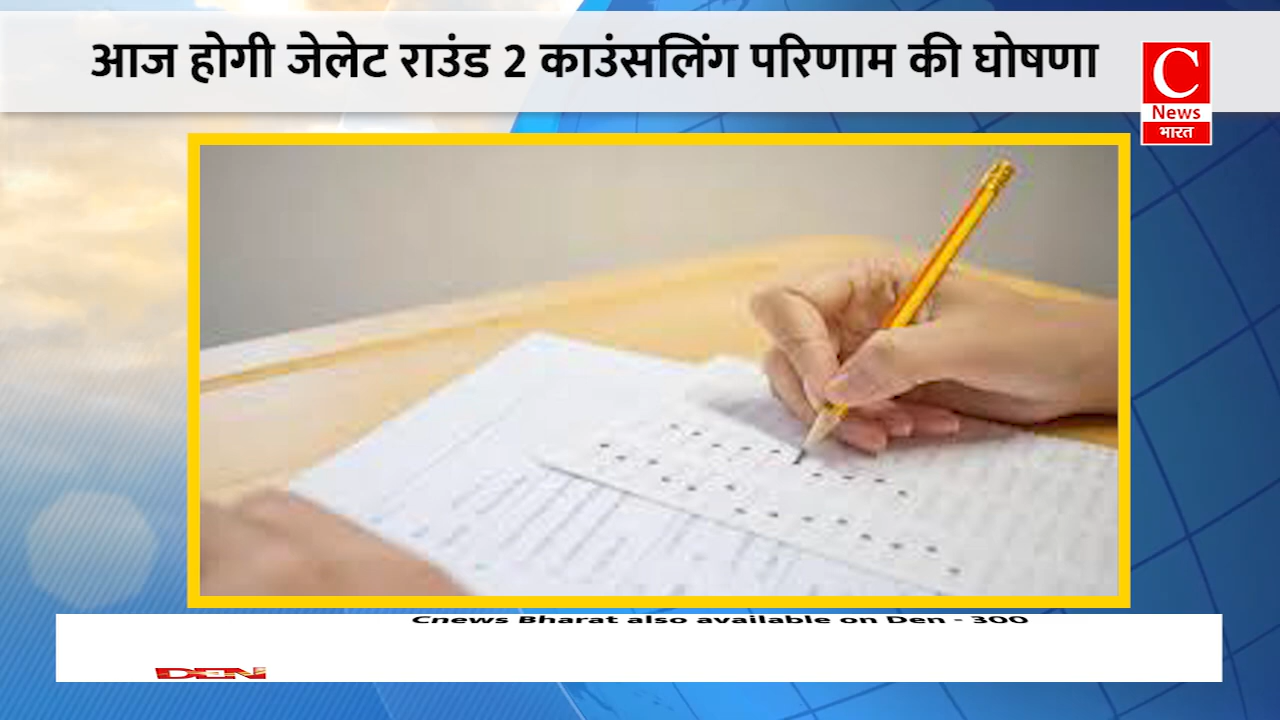 आज होगी जेलेट राउंड 2 काउंसलिंग परिणाम की घोषणा
C
News
भारत
Cnews Bharat also available on Den - 300
DEN